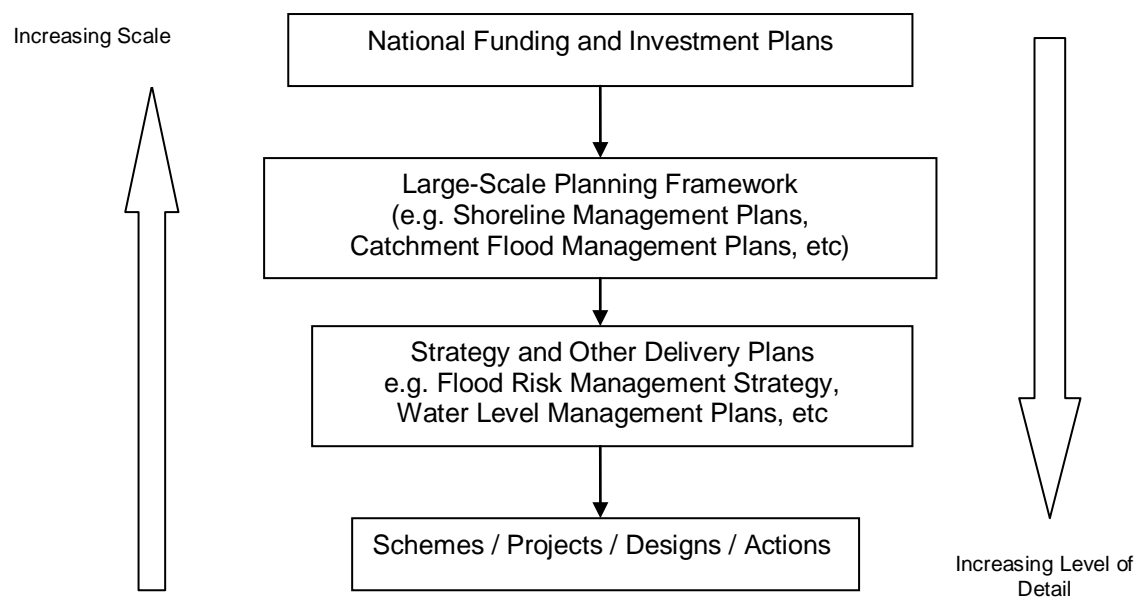 Increasing Scale
National Funding and Investment Plans
Large-Scale Planning Framework
(e.g. Shoreline Management Plans,
Catchment Flood Management Plans, etc)
Strategy and Other Delivery Plans
e.g. Flood Risk Management Strategy,
Water Level Management Plans, etc
Schemes / Projects / Designs / Actions
Increasing Level of
Detail